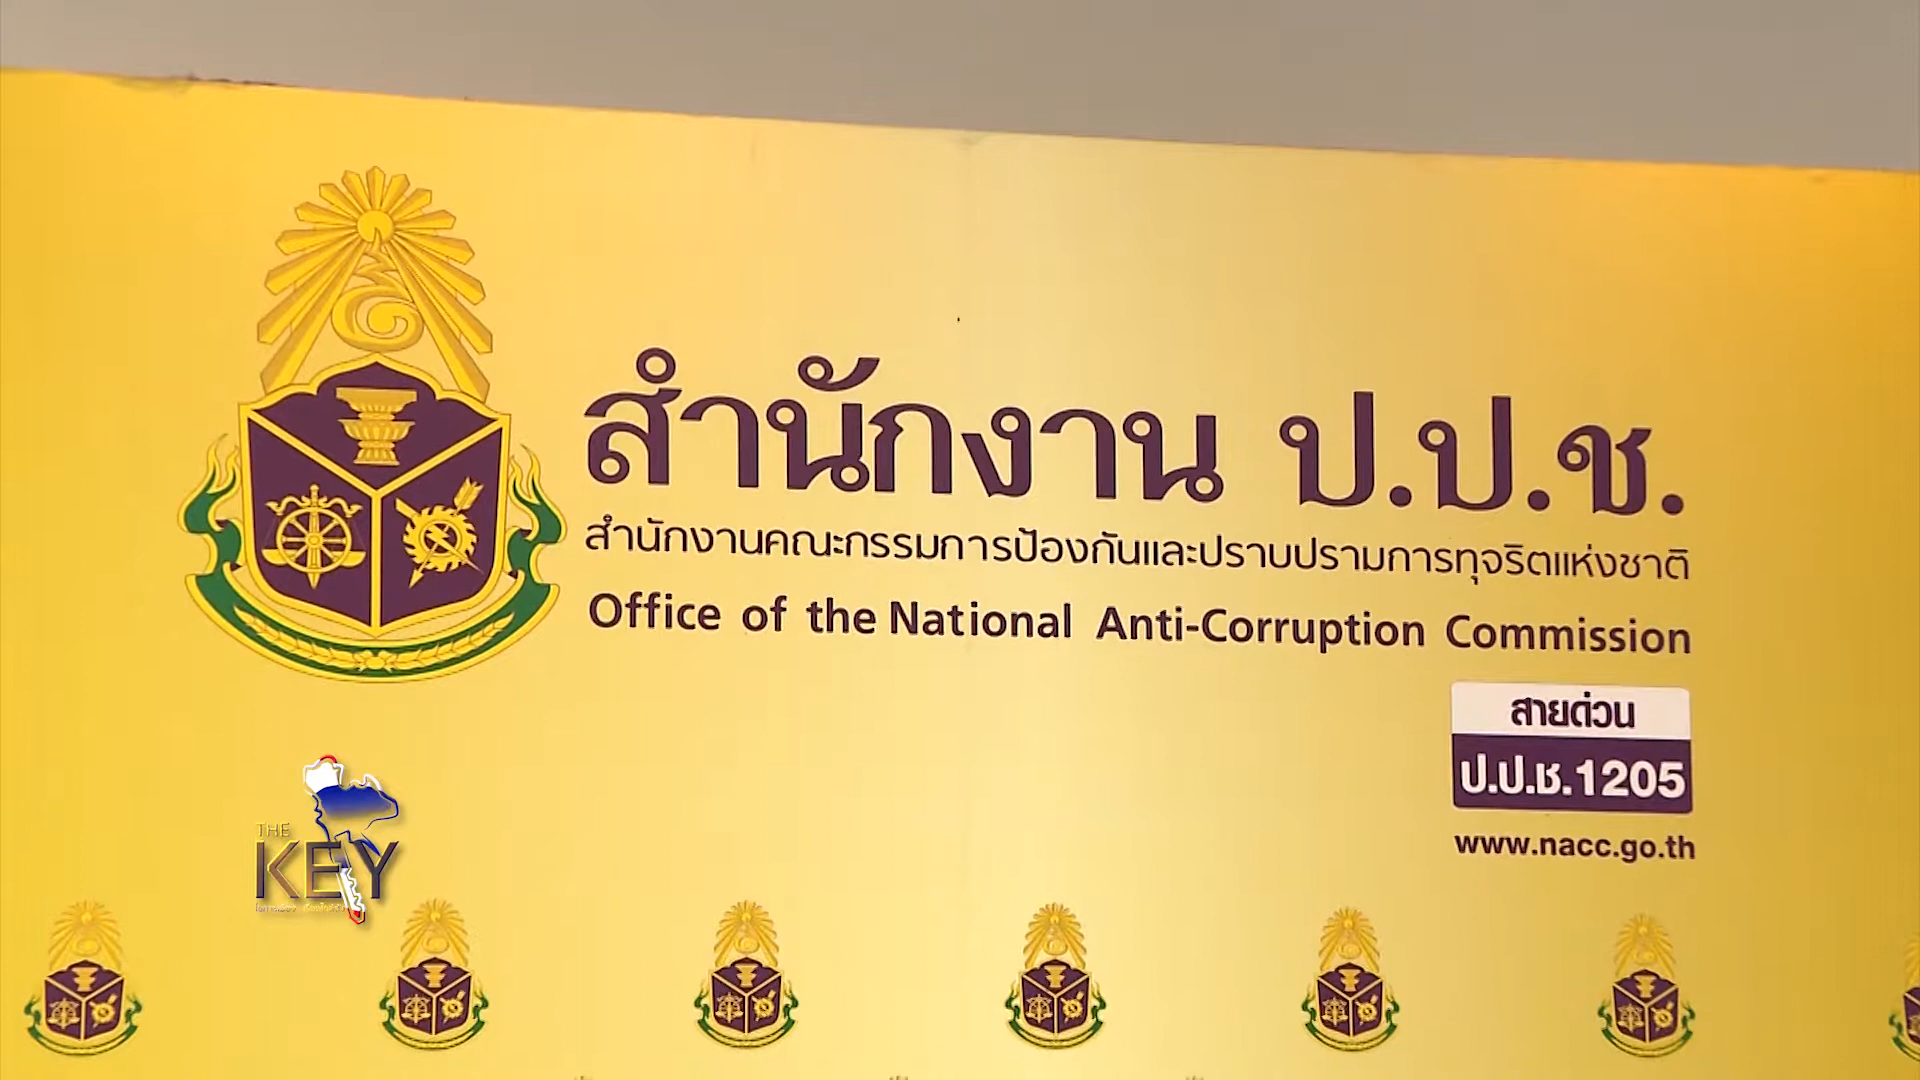 สำนักงาน ป.ป.ช.
สำนักงานคณะกรรมการป้องกันและปราบปรามการทุจริตแห่งชาติ
Office of the National Anti-Corruption Commission
สายด่วน
ป.ป.ช.1205
www.nacc.go.th
THE
KEY